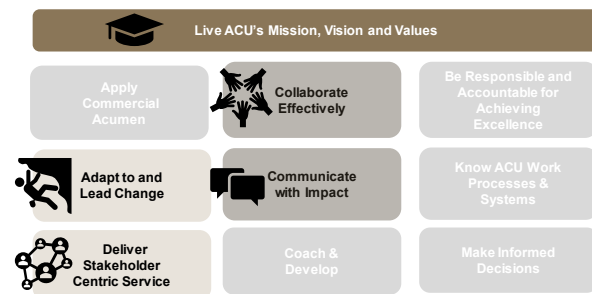 Live ACU's Mission, Vision and Values
Apply
Commercial
Acumen
Collaborate
Effectively
Be Responsible and
Accountable for
Achieving
Excellence
Adapt to and
Lead Change
Communicate
with Impact
Know ACU Work
Processes &
Systems
Deliver
Stakeholder
Centric Service
Coach &
Develop
Make Informed
Decisions